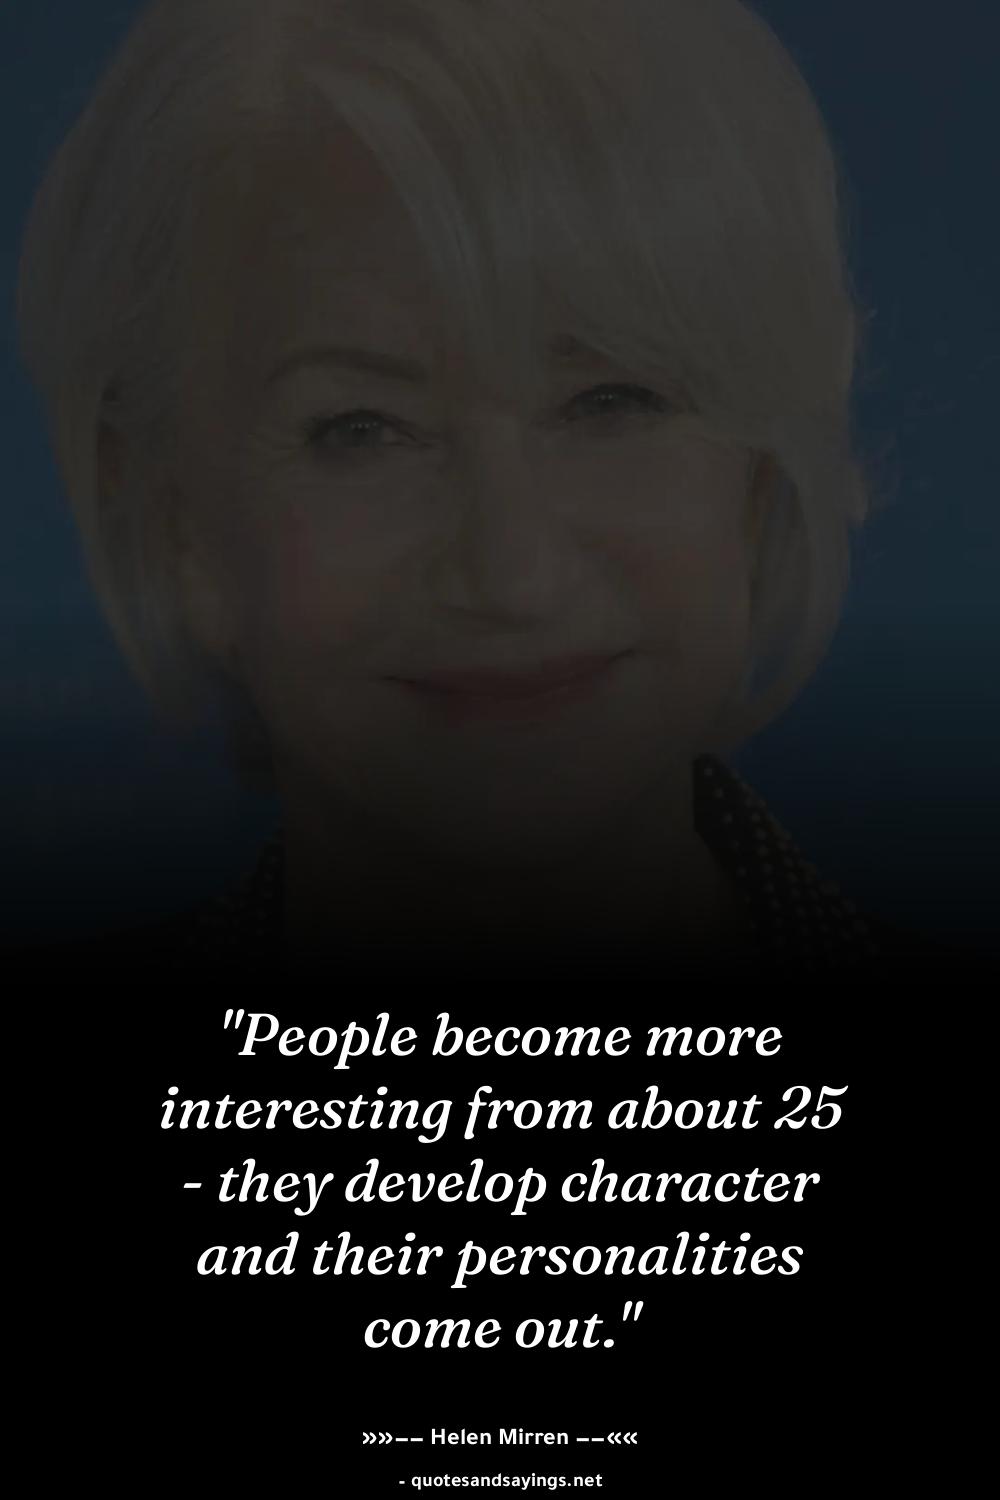 "People become more
interesting from about 25
- they develop character
and their personalities
come out."
»»–– Helen Mirren ––««
- quotesandsayings.net